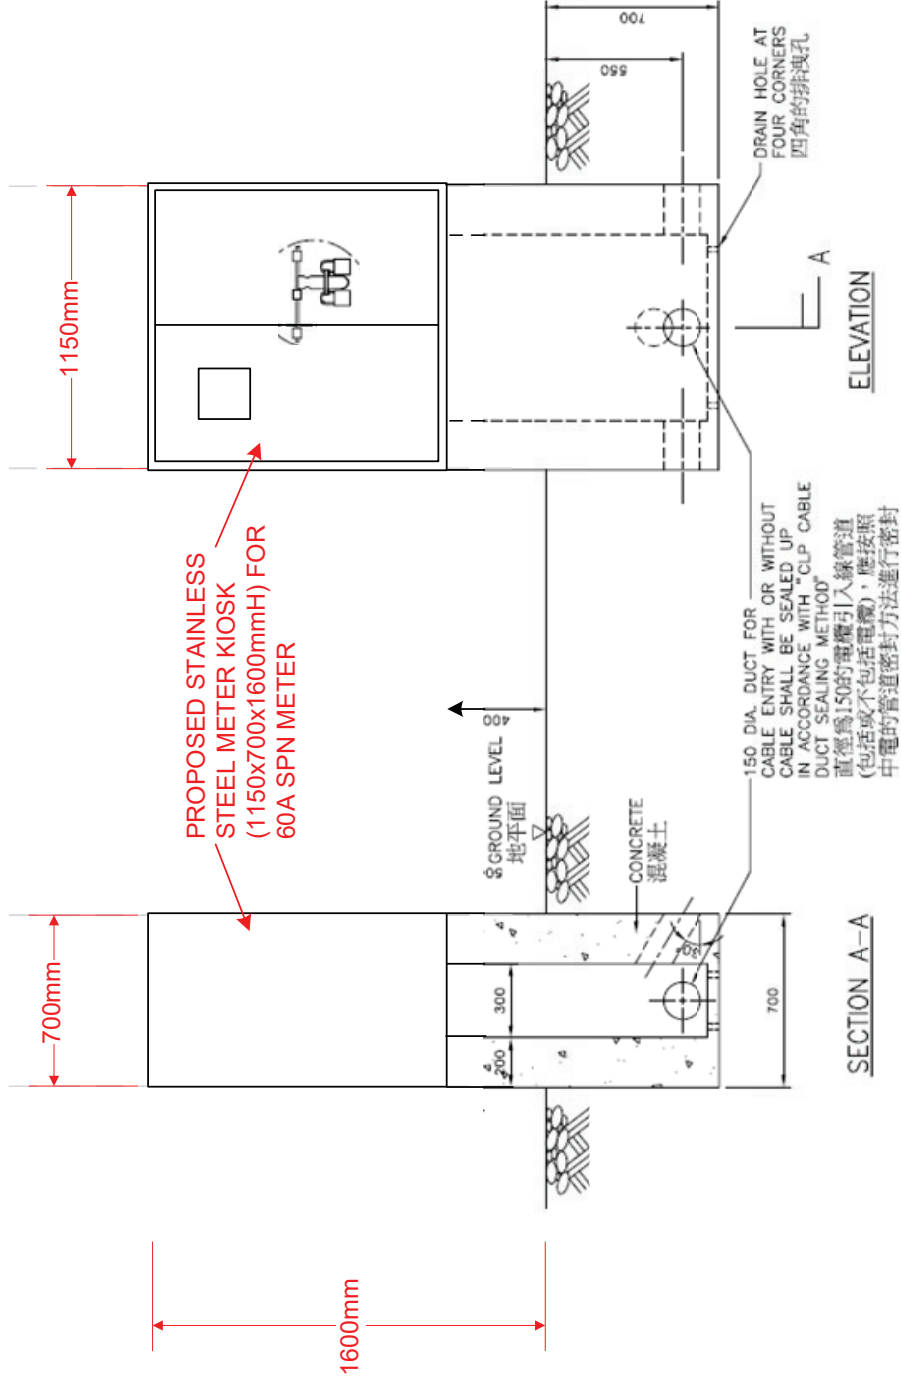 700mm
1150mm
1600mm
PROPOSED STAINLESS
STEEL METER KIOSK
(1150x700x1600mmH) FOR
60A SPN METER
GROUND LEVEL
地平面
400
CONCRETE
混凝土
200
300
30°
700
SECTION A-A
150 DIA. DUCT FOR
CABLE ENTRY WITH OR WITHOUT
CABLE SHALL BE SEALED UP
IN ACCORDANCE WITH "CLP CABLE
DUCT SEALING METHOD"
直徑爲150的電纜引入線管道
(包括或不包括電纜)，應按照
中電的管道密封方法進行密封
700
550
DRAIN HOLE AT
FOUR CORNERS
四角的排洩孔
A
ELEVATION